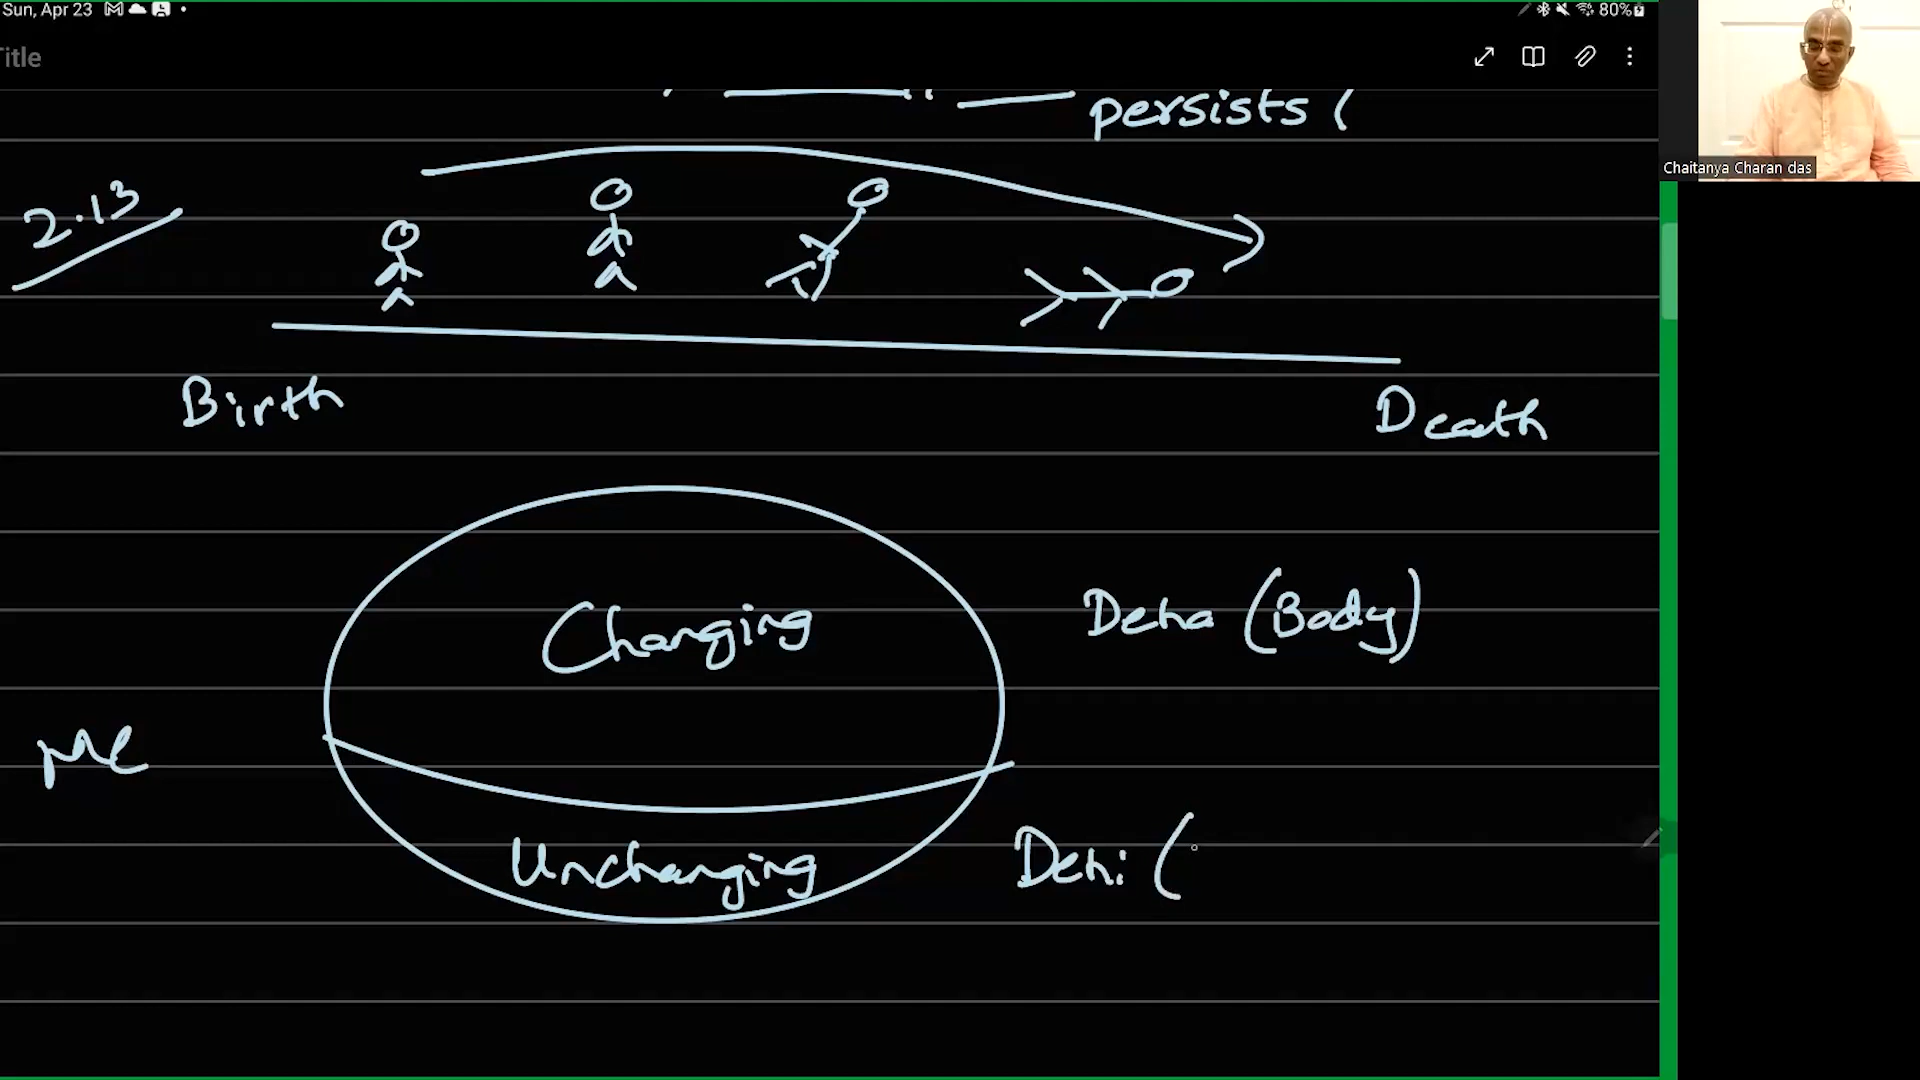 Sun, Apr 23
80%
Title
persists (
Chaitanya Charan das
2.13
Birth
Death
Changing
Deha (Body)
Me
Unchanging
Dehi (